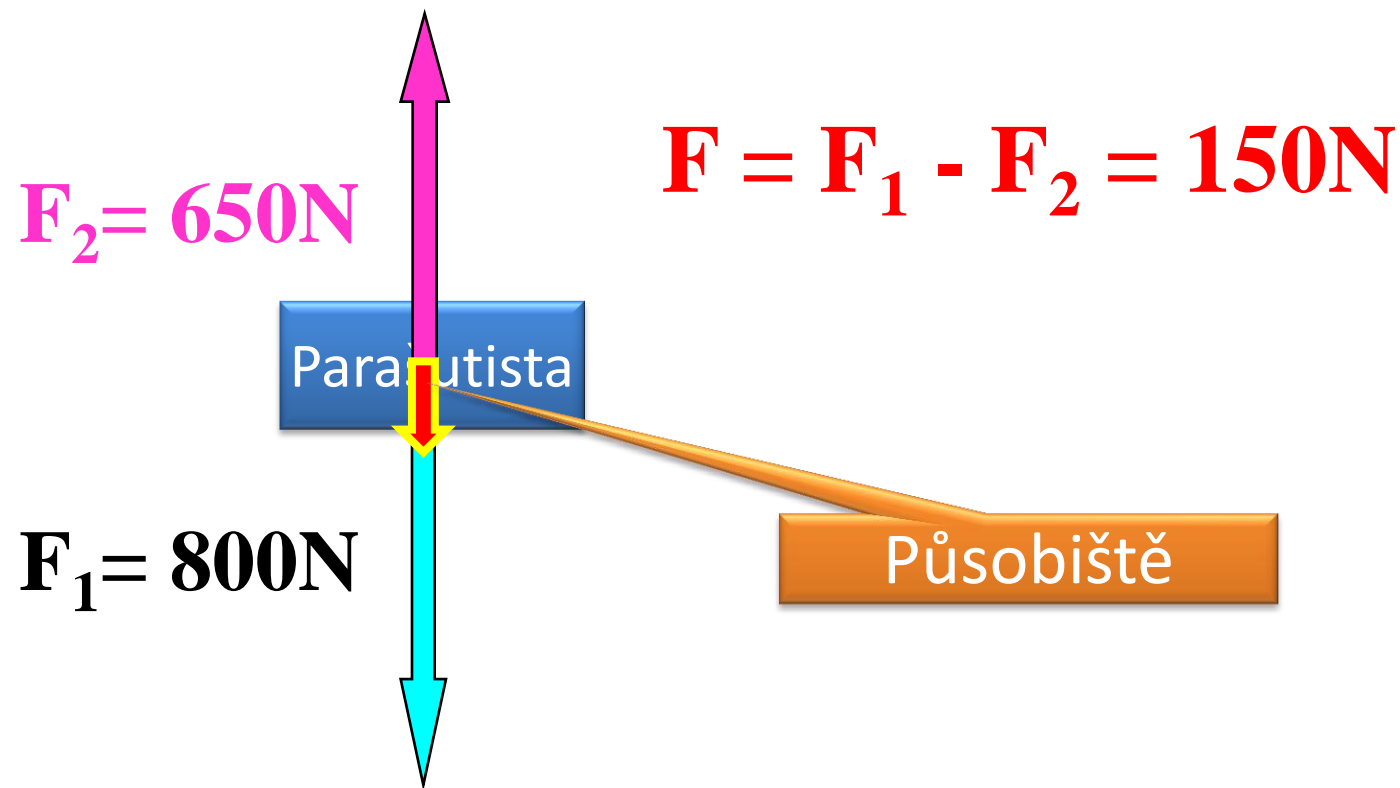 F = F₁ - F₂ = 150N
F₂= 650N
Parašutista
F₁= 800N
Působiště